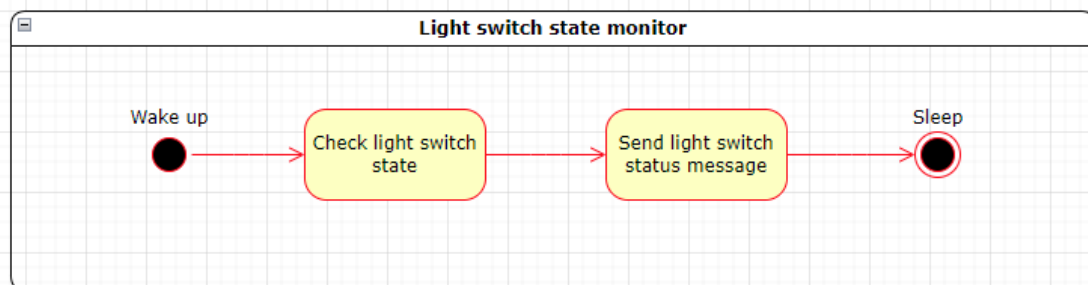 Light switch state monitor
Wake up
Sleep
Check light switch
state
Send light switch
status message